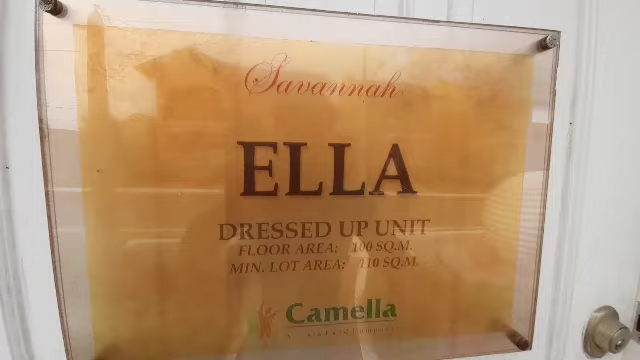 Savannah
ELLA
DRESSED UP UNIT
FLOOR AREA: 100 SQ.M.
MIN. LOT AREA: 110 SQ.M.
Camella